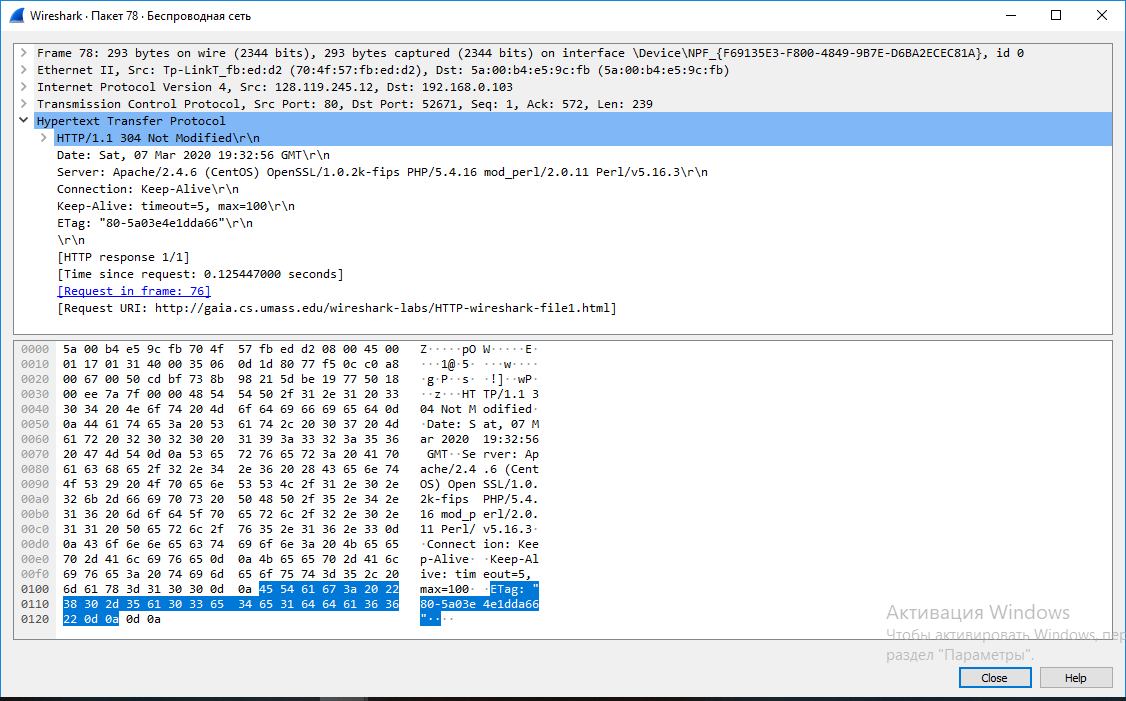 Wireshark · Пакет 78 · Беспроводная сеть
Frame 78: 293 bytes on wire (2344 bits), 293 bytes captured (2344 bits) on interface \Device\NPF_{F69135E3-F800-4849-9B7E-D6BA2ECEC81A}, id 0
Ethernet II, Src: Tp-LinkT_fb:ed:d2 (70:4f:57:fb:ed:d2), Dst: 5a:00:b4:e5:9c:fb (5a:00:b4:e5:9c:fb)
Internet Protocol Version 4, Src: 128.119.245.12, Dst: 192.168.0.103
Transmission Control Protocol, Src Port: 80, Dst Port: 52671, Seq: 1, Ack: 572, Len: 239
Hypertext Transfer Protocol
HTTP/1.1 304 Not Modified\r\n
Date: Sat, 07 Mar 2020 19:32:56 GMT\r\n
Server: Apache/2.4.6 (CentOS) OpenSSL/1.0.2k-fips PHP/5.4.16 mod_perl/2.0.11 Perl/v5.16.3\r\n
Connection: Keep-Alive\r\n
Keep-Alive: timeout=5, max=100\r\n
ETag: "80-5a03e4e1dda66"\r\n
\r\n
[HTTP response 1/1]
[Time since request: 0.125447000 seconds]
[Request in frame: 76]
[Request URI: http://gaia.cs.umass.edu/wireshark-labs/HTTP-wireshark-file1.html]
0000 5a 00 b4 e5 9c fb 70 4f 57 fb ed d2 08 00 45 00 Z·····pO W·····E·
0010 01 17 01 31 40 00 35 06 0d 1d 80 77 f5 0c c0 a8 ···1@·5· ···w····
0020 00 67 00 50 cd bf 73 8b 98 21 5d be 19 77 50 18 ·g·P··s· ·!]··wP·
0030 00 ee 7a 7f 00 00 48 54 54 50 2f 31 2e 31 20 33 ··z···HT TP/1.1 3
0040 30 34 20 4e 6f 74 20 4d 6f 64 69 66 69 65 64 0d 04 Not M odified·
0050 0a 44 61 74 65 3a 20 53 61 74 2c 20 30 37 20 4d ·Date: S at, 07 M
0060 61 72 20 32 30 32 30 20 31 39 3a 33 32 3a 35 36 ar 2020 19:32:56
0070 20 47 4d 54 0d 0a 53 65 72 76 65 72 3a 20 41 70 GMT··Se rver: Ap
0080 61 63 68 65 2f 32 2e 34 2e 36 20 28 43 65 6e 74 ache/2.4 .6 (Cent
0090 4f 53 29 20 4f 70 65 6e 53 53 4c 2f 31 2e 30 2e OS) Open SSL/1.0.
00a0 32 6b 2d 66 69 70 73 20 50 48 50 2f 35 2e 34 2e 2k-fips PHP/5.4.
00b0 31 36 20 6d 6f 64 5f 70 65 72 6c 2f 32 2e 30 2e 16 mod_p erl/2.0.
00c0 31 31 20 50 65 72 6c 2f 76 35 2e 31 36 2e 33 0d 11 Perl/ v5.16.3·
00d0 0a 43 6f 6e 6e 65 63 74 69 6f 6e 3a 20 4b 65 65 ·Connect ion: Kee
00e0 70 2d 41 6c 69 76 65 0d 0a 4b 65 65 70 2d 41 6c p-Alive· ·Keep-Al
00f0 69 76 65 3a 20 74 69 6d 65 6f 75 74 3d 35 2c 20 ive: tim eout=5,
0100 6d 61 78 3d 31 30 30 0d 0a 45 54 61 67 3a 20 22 max=100· ·ETag: "
0110 38 30 2d 35 61 30 33 65 34 65 31 64 64 61 36 36 80-5a03e 4e1dda66
0120 22 0d 0a 0d 0a "····
Активация Windows
Чтобы активировать Windows, пер
раздел "Параметры".
Close Help